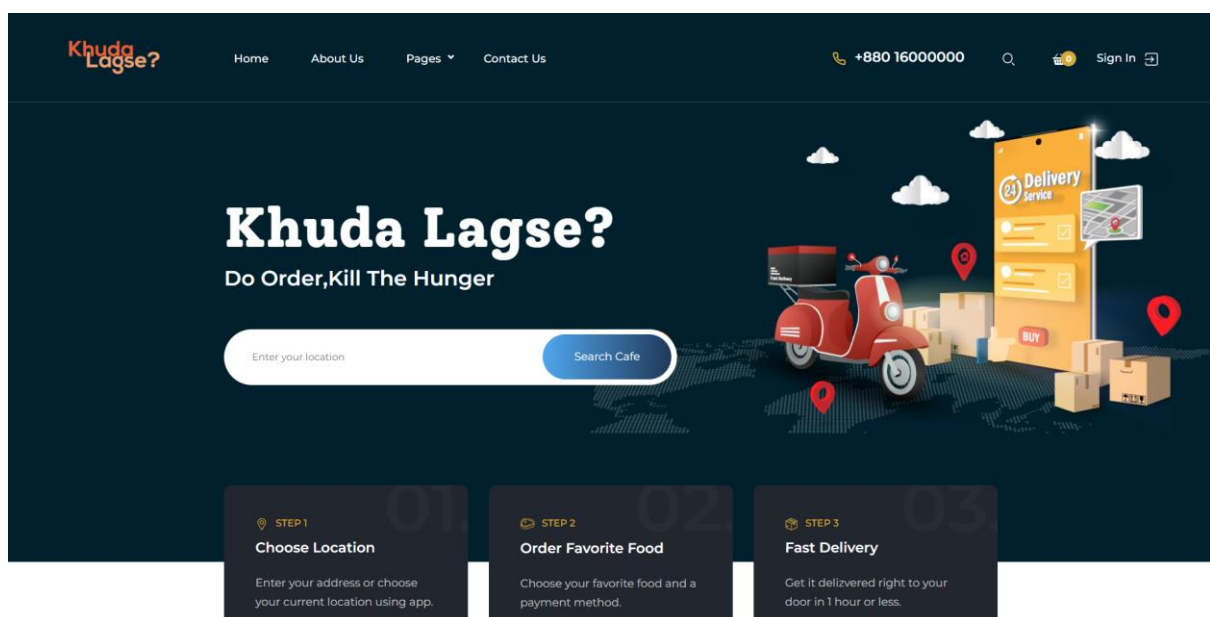 Khuda
Lagse?
Home About Us Pages Contact Us
+880 16000000
0
Sign In
Khuda Lagse?
Do Order,Kill The Hunger
Enter your location
Search Cafe
24 Delivery
Service
BUY
Fast Delivery
01.
STEP 1
Choose Location
Enter your address or choose
your current location using app.
02.
STEP 2
Order Favorite Food
Choose your favorite food and a
payment method.
03.
STEP 3
Fast Delivery
Get it delizvered right to your
door in 1 hour or less.